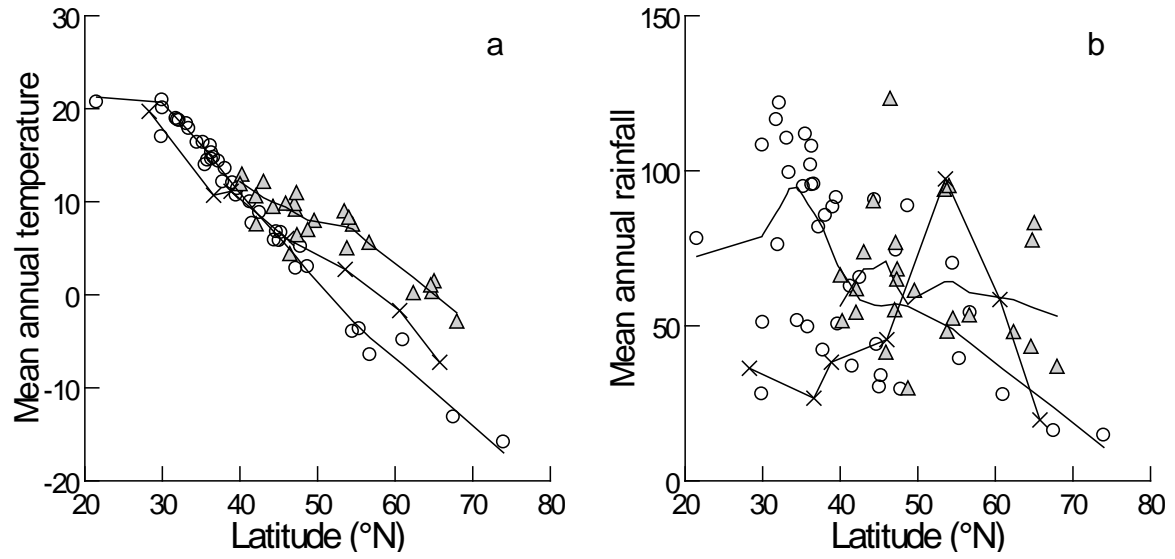 a
Mean annual temperature
30
20
10
0
-10
-20
20 30 40 50 60 70 80
Latitude (°N)
b
Mean annual rainfall
150
100
50
0
20 30 40 50 60 70 80
Latitude (°N)